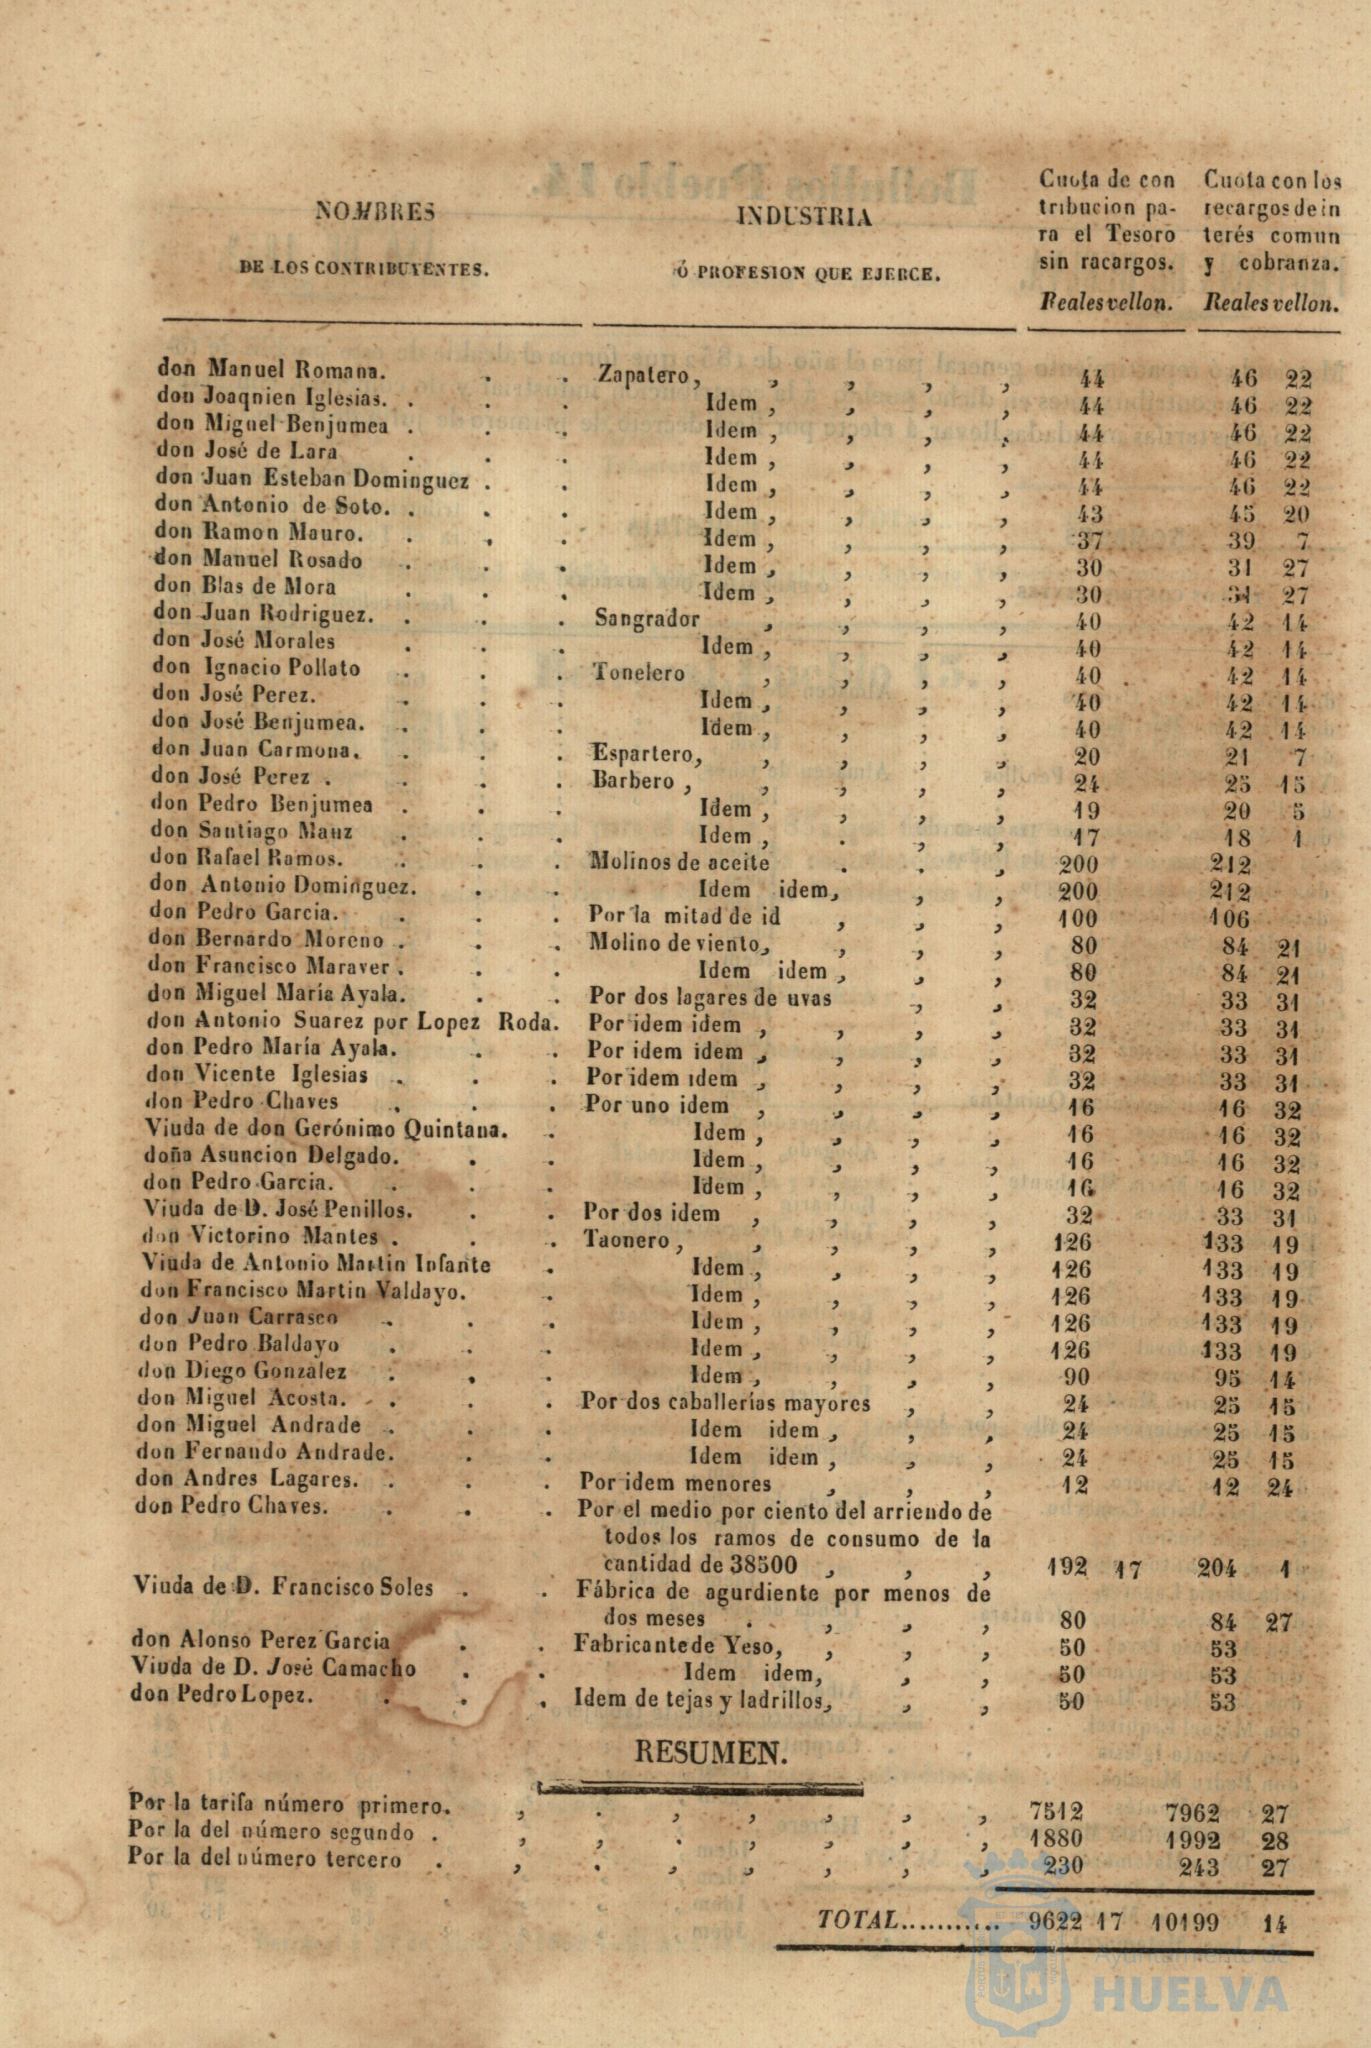 NOMBRES
DE LOS CONTRIBUYENTES.
INDUSTRIA
Ó PROFESION QUE EJERCE.
Cuota de con
tribucion pa-
ra el Tesoro
sin racargos.
Reales vellon.
Cuota con los
recargos de in
terés comun
y cobranza.
Reales vellon.
don Manuel Romana. . . Zapatero, , , , , 44 46 22
don Joaqnien Iglesias. . . . Idem , , , , 44 46 22
don Miguel Benjumea . . . Idem , , , , 44 46 22
don José de Lara . . . Idem , , , , 44 46 22
don Juan Esteban Dominguez . . Idem , , , , 44 46 22
don Antonio de Soto. . . . Idem , , , , 43 45 20
don Ramon Mauro. . . . Idem , , , , 37 39 7
don Manuel Rosado . . . Idem , , , , 30 31 27
don Blas de Mora . . . Idem , , , , 30 31 27
don Juan Rodriguez. . . . Sangrador , , , , 40 42 14
don José Morales . . . Idem , , , , 40 42 14
don Ignacio Pollato . . . Tonelero , , , , 40 42 14
don José Perez. . . . Idem , , , , 40 42 14
don José Benjumea. . . . Idem , , , , 40 42 14
don Juan Carmona. . . . Espartero, , , , , 20 21 7
don José Perez . . . . Barbero , , , , , 24 25 15
don Pedro Benjumea . . . Idem , , , , 19 20 5
don Santiago Manz . . . Idem , . , , 17 18 1
don Rafael Ramos. . . . Molinos de aceite . . , 200 212
don Antonio Dominguez. . . Idem idem, , , 200 212
don Pedro Garcia. . . . Por la mitad de id , , , 100 106
don Bernardo Moreno . . . Molino de viento, , , , 80 84 21
don Francisco Maraver . . . Idem idem , , , 80 84 21
don Miguel María Ayala. . . Por dos lagares de uvas , , 32 33 31
don Antonio Suarez por Lopez Roda. Por idem idem , , , , 32 33 31
don Pedro María Ayala. . . Por idem idem , , , , 32 33 31
don Vicente Iglesias . . . Por idem idem , , , , 32 33 31
don Pedro Chaves . . . Por uno idem , , , , 16 16 32
Viuda de don Gerónimo Quintana. . Idem , , , , 16 16 32
doña Asuncion Delgado. . . Idem , , , , 16 16 32
don Pedro Garcia. . . . Idem , , , , 16 16 32
Viuda de D. José Penillos. . . Por dos idem , , , , 32 33 31
don Victorino Mantes . . . Taonero , , , , 126 133 19
Viuda de Antonio Martin Infante . Idem , , , , 126 133 19
don Francisco Martin Valdayo. . Idem , , , , 126 133 19
don Juan Carrasco . . . Idem , , , , 126 133 19
don Pedro Baldayo . . . Idem , , , , 126 133 19
don Diego Gonzalez . . . Idem , , , , 90 95 14
don Miguel Acosta. . . . Por dos caballerías mayores , , 24 25 15
don Miguel Andrade . . . Idem idem , , , 24 25 15
don Fernando Andrade. . . Idem idem , , , 24 25 15
don Andres Lagares. . . . Por idem menores , , , 12 12 24
don Pedro Chaves. . . . Por el medio por ciento del arriendo de
todos los ramos de consumo de la
cantidad de 38500 , , , 192 17 204 1
Viuda de D. Francisco Soles . . Fábrica de agurdiente por menos de
dos meses . , , , 80 84 27
don Alonso Perez Garcia . . Fabricante de Yeso, , , , 50 53
Viuda de D. José Camacho . . Idem idem, , , 50 53
don Pedro Lopez. . . . Idem de tejas y ladrillos, , , 50 53
RESUMEN.
Por la tarifa número primero. , . , , , , , 7512 7962 27
Por la del número segundo . , , . , , , , 1880 1992 28
Por la del número tercero . , . , , , , , 230 243 27
TOTAL........... 9622 17 10199 14
Ayuntamiento de
HUELVA